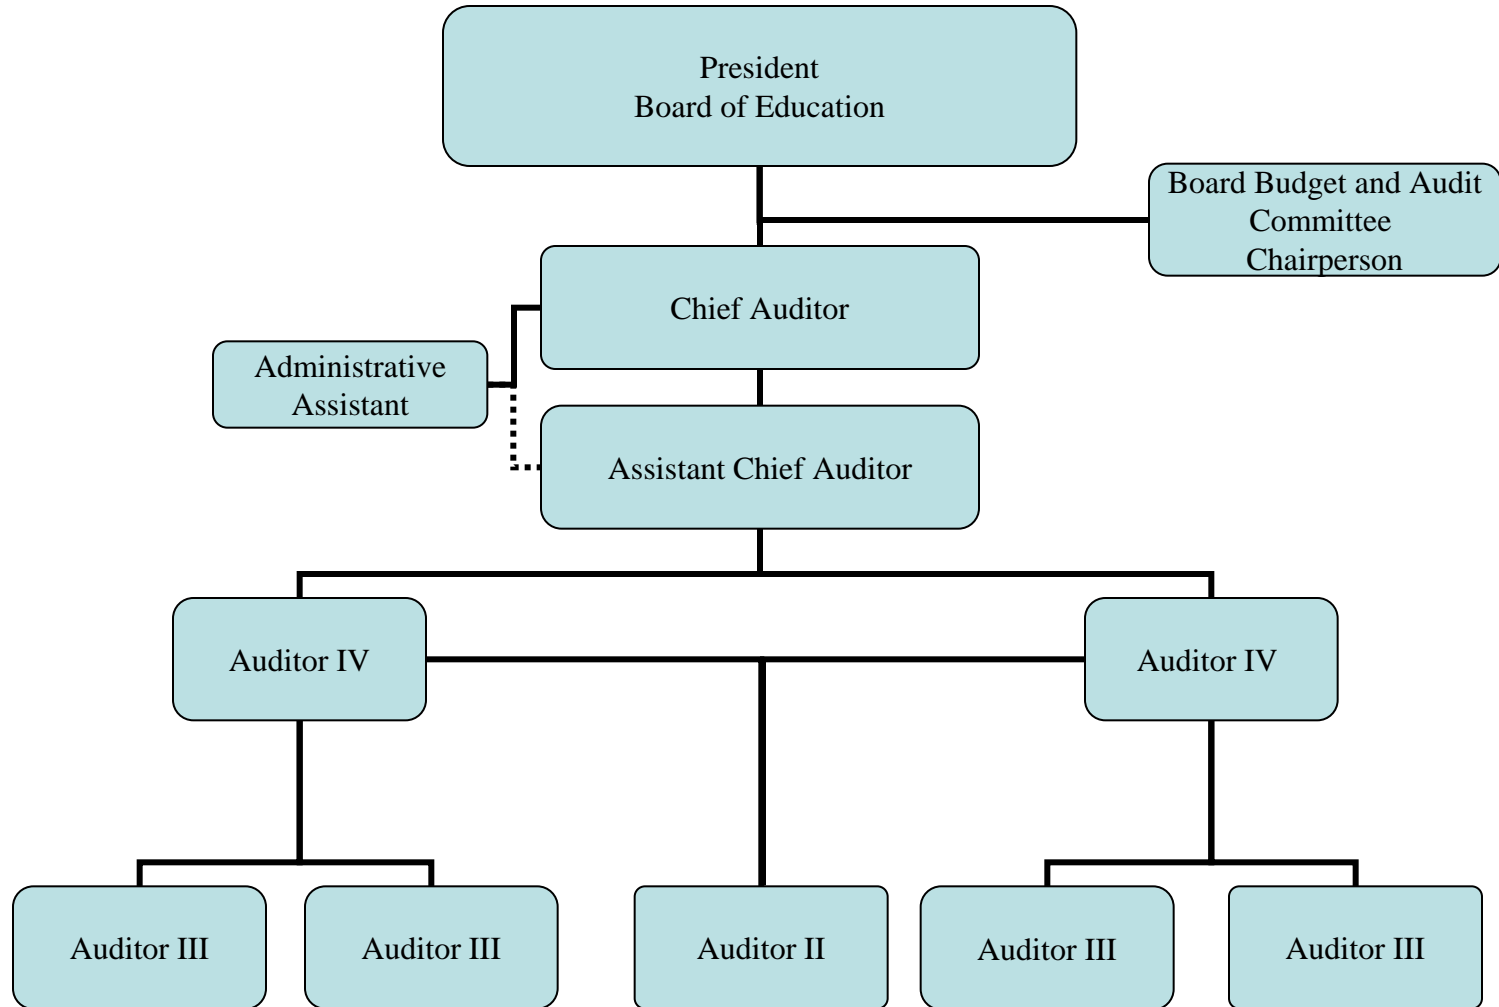 President
Board of Education
Board Budget and Audit
Committee
Chairperson
Chief Auditor
Administrative
Assistant
Assistant Chief Auditor
Auditor IV
Auditor IV
Auditor III
Auditor III
Auditor II
Auditor III
Auditor III